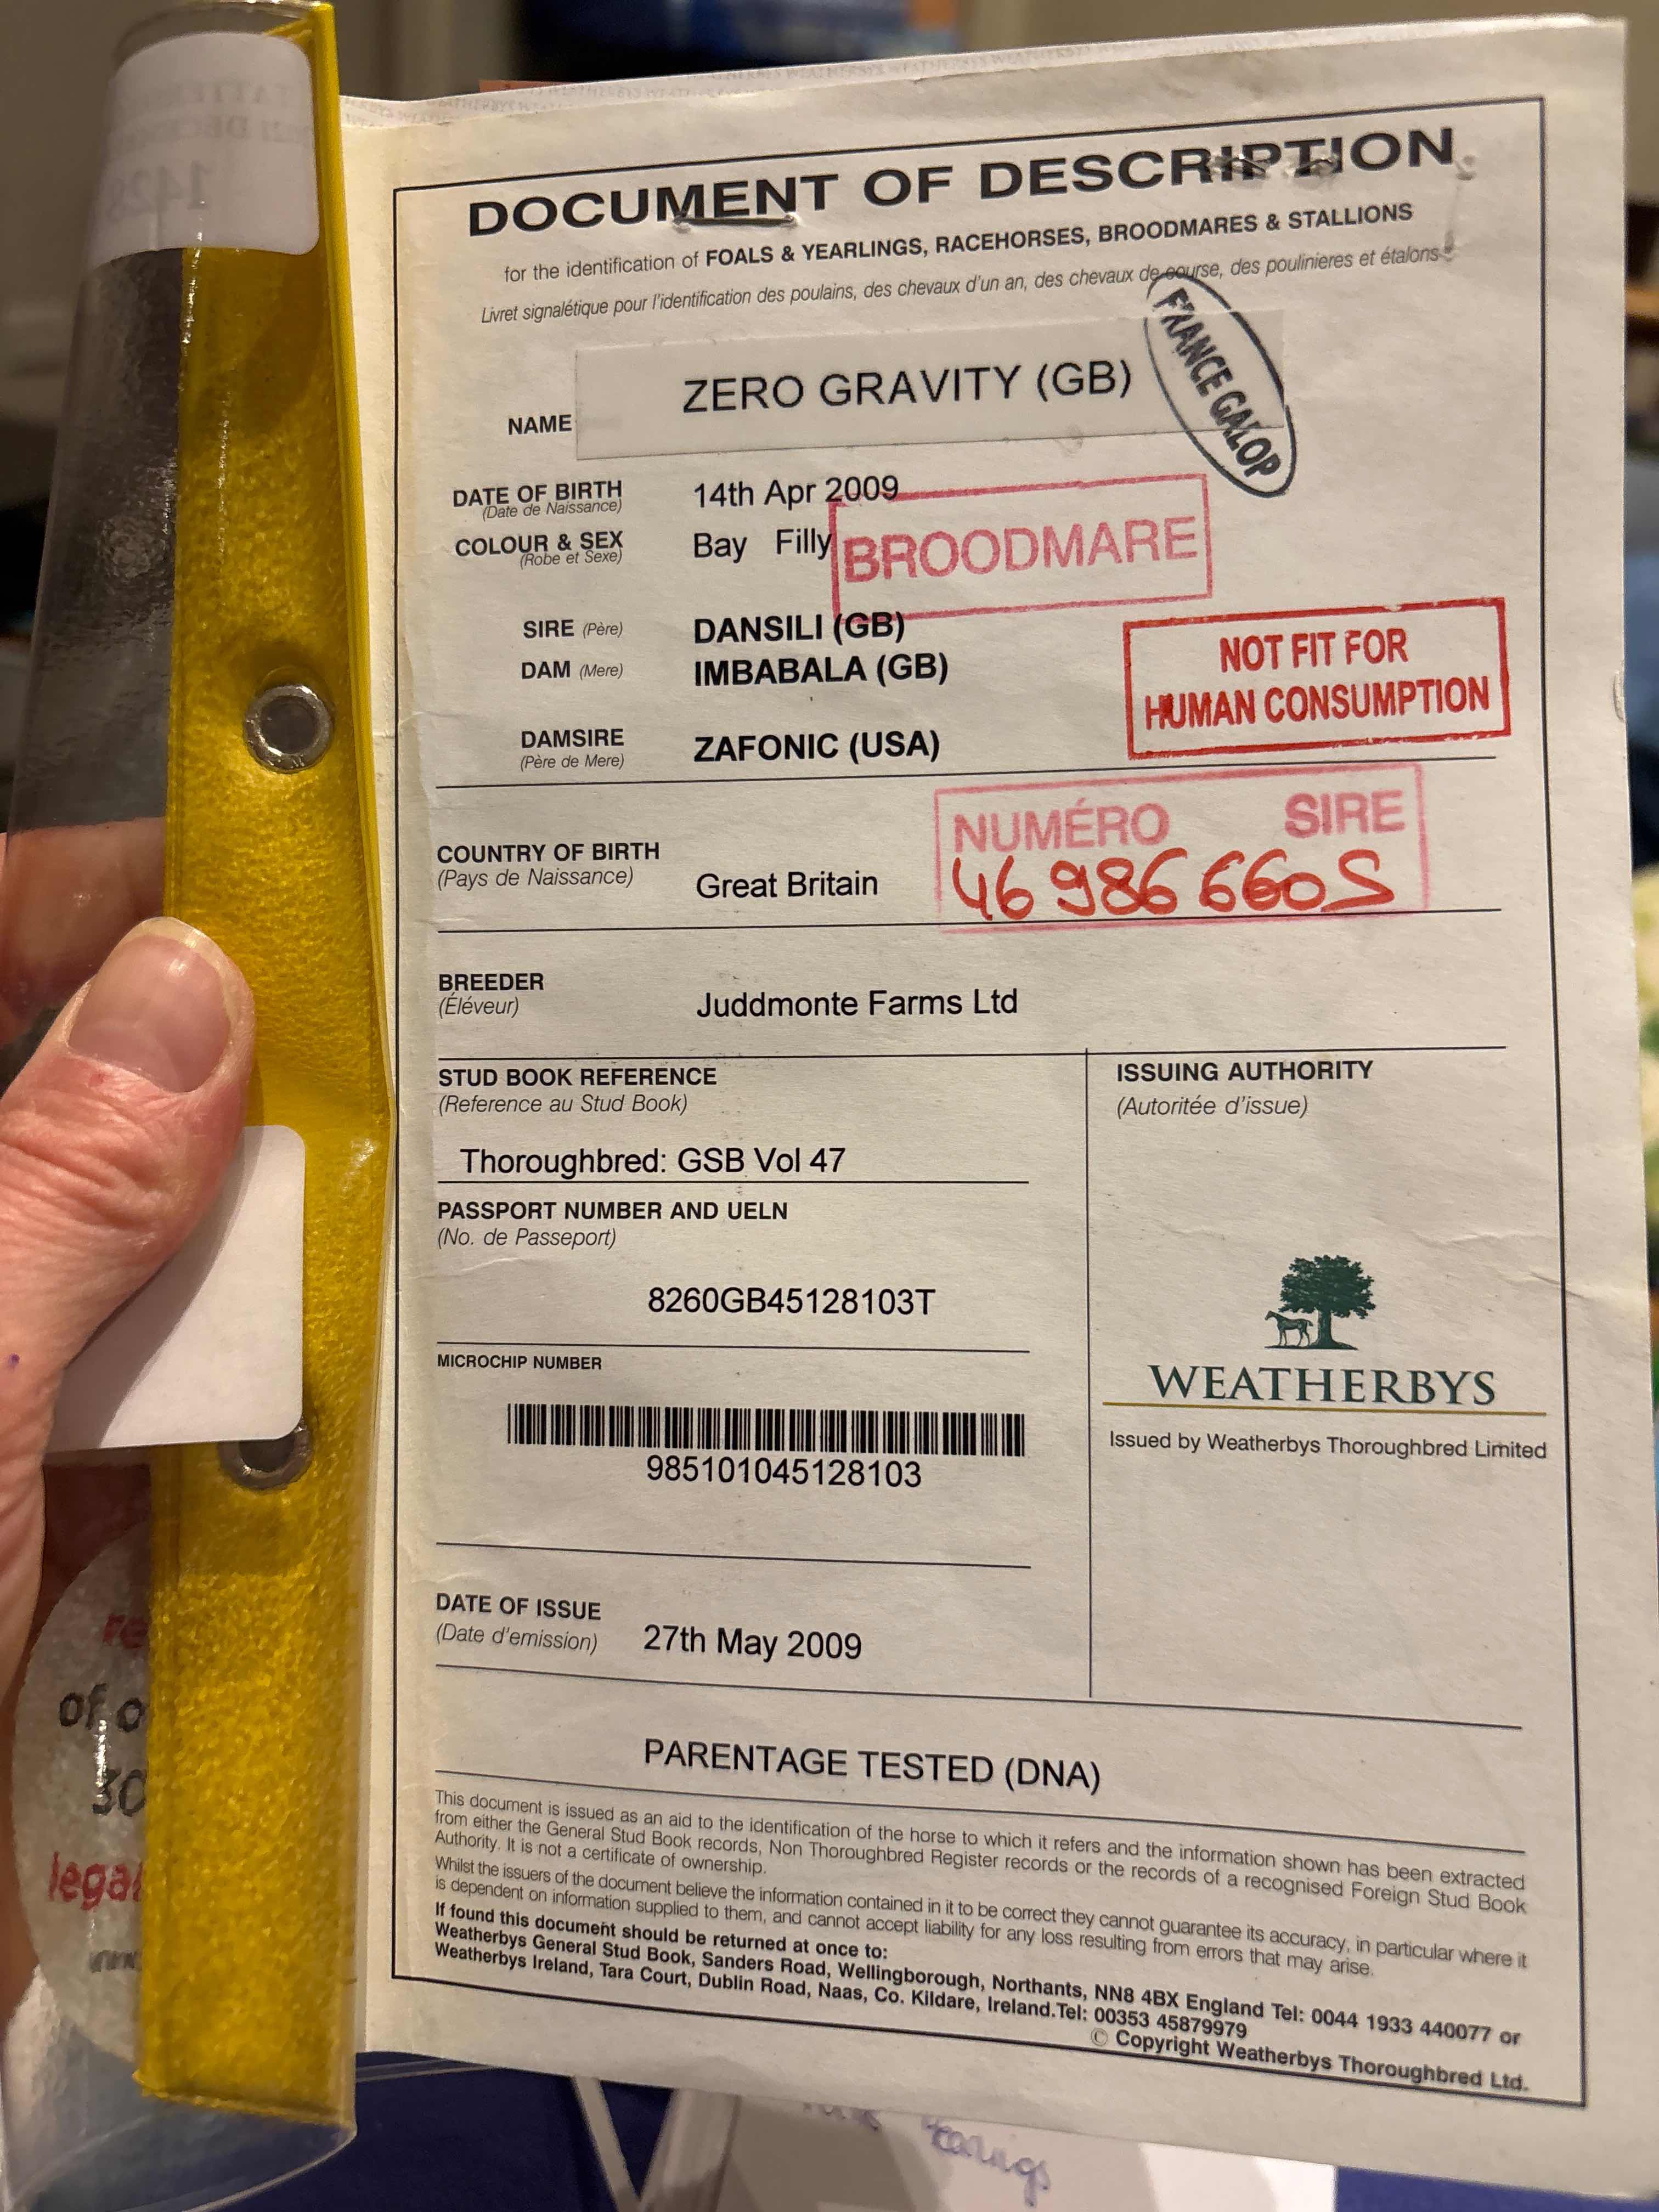 DOCUMENT OF DESCRIPTION
for the identification of FOALS & YEARLINGS, RACEHORSES, BROODMARES & STALLIONS
Livret signalétique pour l'identification des poulains, des chevaux d'un an, des chevaux de course, des poulinieres et étalons
NAME ZERO GRAVITY (GB)
FRANCE GALOP
DATE OF BIRTH 14th Apr 2009
(Date de Naissance)
COLOUR & SEX Bay Filly
(Robe et Sexe)
BROODMARE
SIRE (Père) DANSILI (GB)
DAM (Mere) IMBABALA (GB)
NOT FIT FOR
HUMAN CONSUMPTION
DAMSIRE ZAFONIC (USA)
(Père de Mere)
NUMÉRO SIRE
46 986 660 S
COUNTRY OF BIRTH
(Pays de Naissance) Great Britain
BREEDER
(Éléveur) Juddmonte Farms Ltd
STUD BOOK REFERENCE
(Reference au Stud Book)
Thoroughbred: GSB Vol 47
PASSPORT NUMBER AND UELN
(No. de Passeport)
8260GB45128103T
MICROCHIP NUMBER
985101045128103
DATE OF ISSUE
(Date d'emission) 27th May 2009
ISSUING AUTHORITY
(Autoritée d'issue)
WEATHERBYS
Issued by Weatherbys Thoroughbred Limited
PARENTAGE TESTED (DNA)
This document is issued as an aid to the identification of the horse to which it refers and the information shown has been extracted
from either the General Stud Book records, Non Thoroughbred Register records or the records of a recognised Foreign Stud Book
Authority. It is not a certificate of ownership.
Whilst the issuers of the document believe the information contained in it to be correct they cannot guarantee its accuracy, in particular where it
is dependent on information supplied to them, and cannot accept liability for any loss resulting from errors that may arise.
If found this document should be returned at once to:
Weatherbys General Stud Book, Sanders Road, Wellingborough, Northants, NN8 4BX England Tel: 0044 1933 440077 or
Weatherbys Ireland, Tara Court, Dublin Road, Naas, Co. Kildare, Ireland.Tel: 00353 45879979
© Copyright Weatherbys Thoroughbred Ltd.
re
of o
30
legal